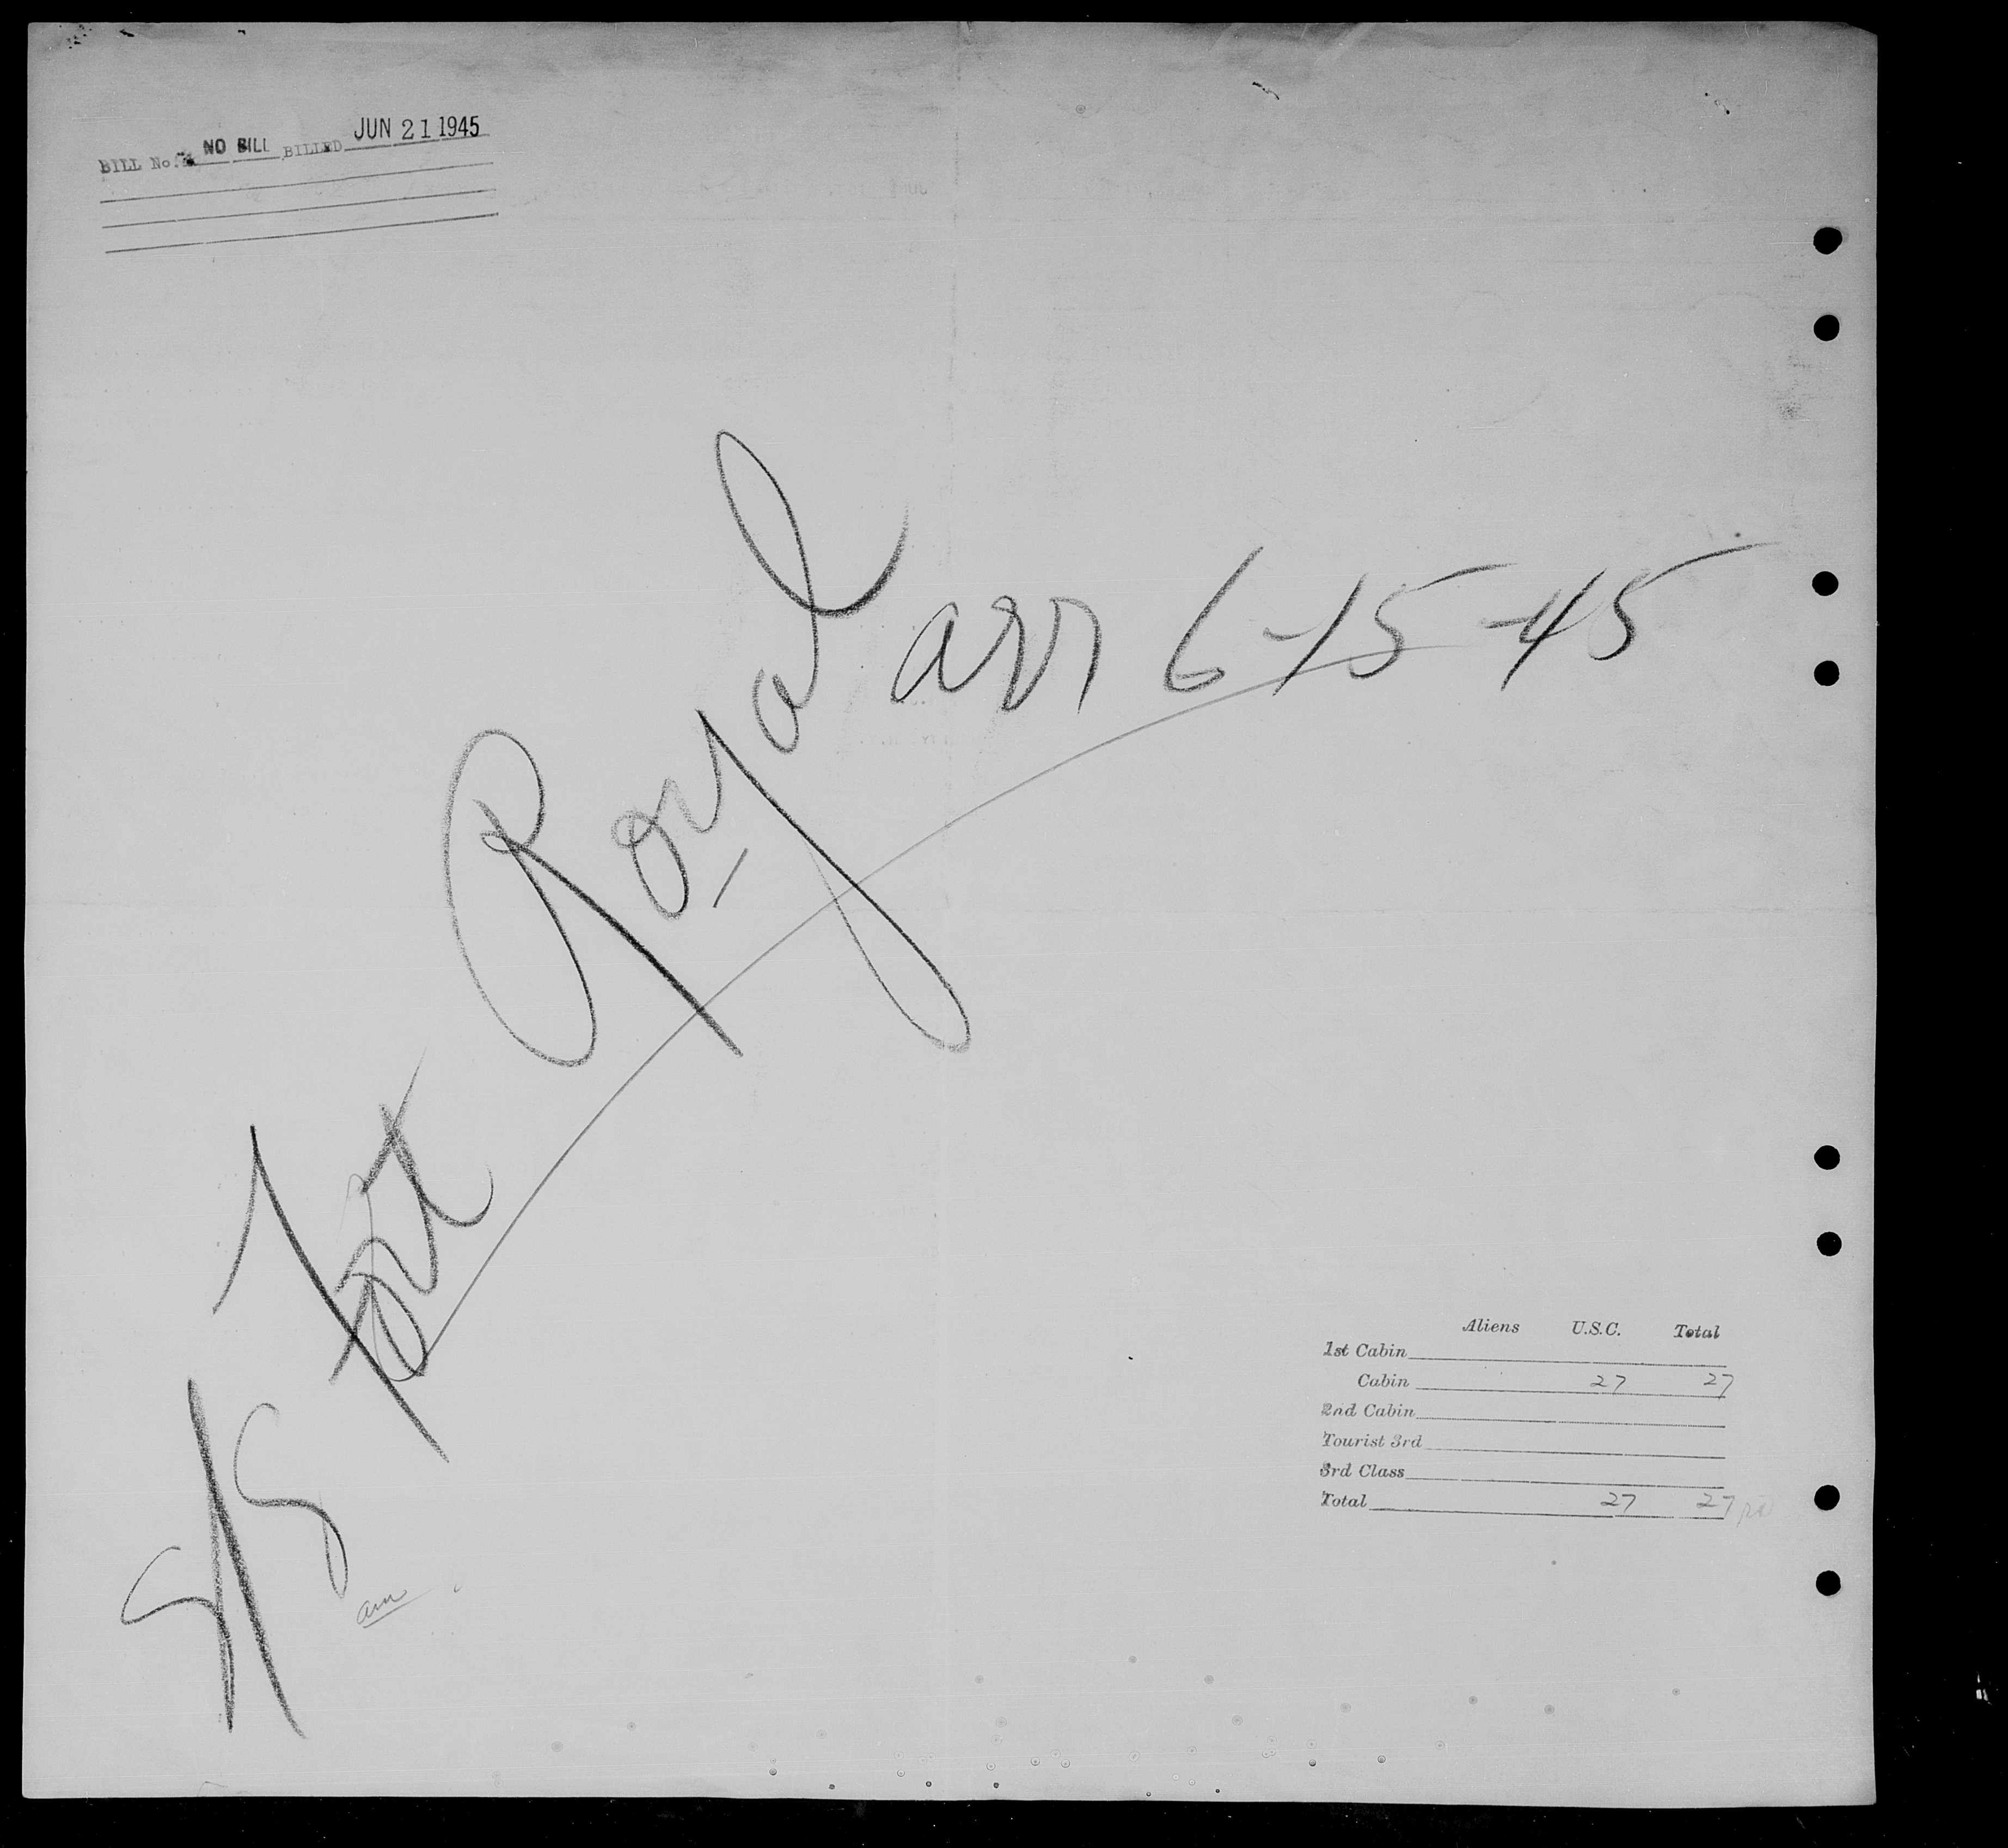 BILL No. NO BILL BILLED JUN 21 1945
S/S Fort Royal arr 6-15-45
am
Aliens U.S.C. Total
1st Cabin
Cabin 27 27
2nd Cabin
Tourist 3rd
3rd Class
Total 27 27